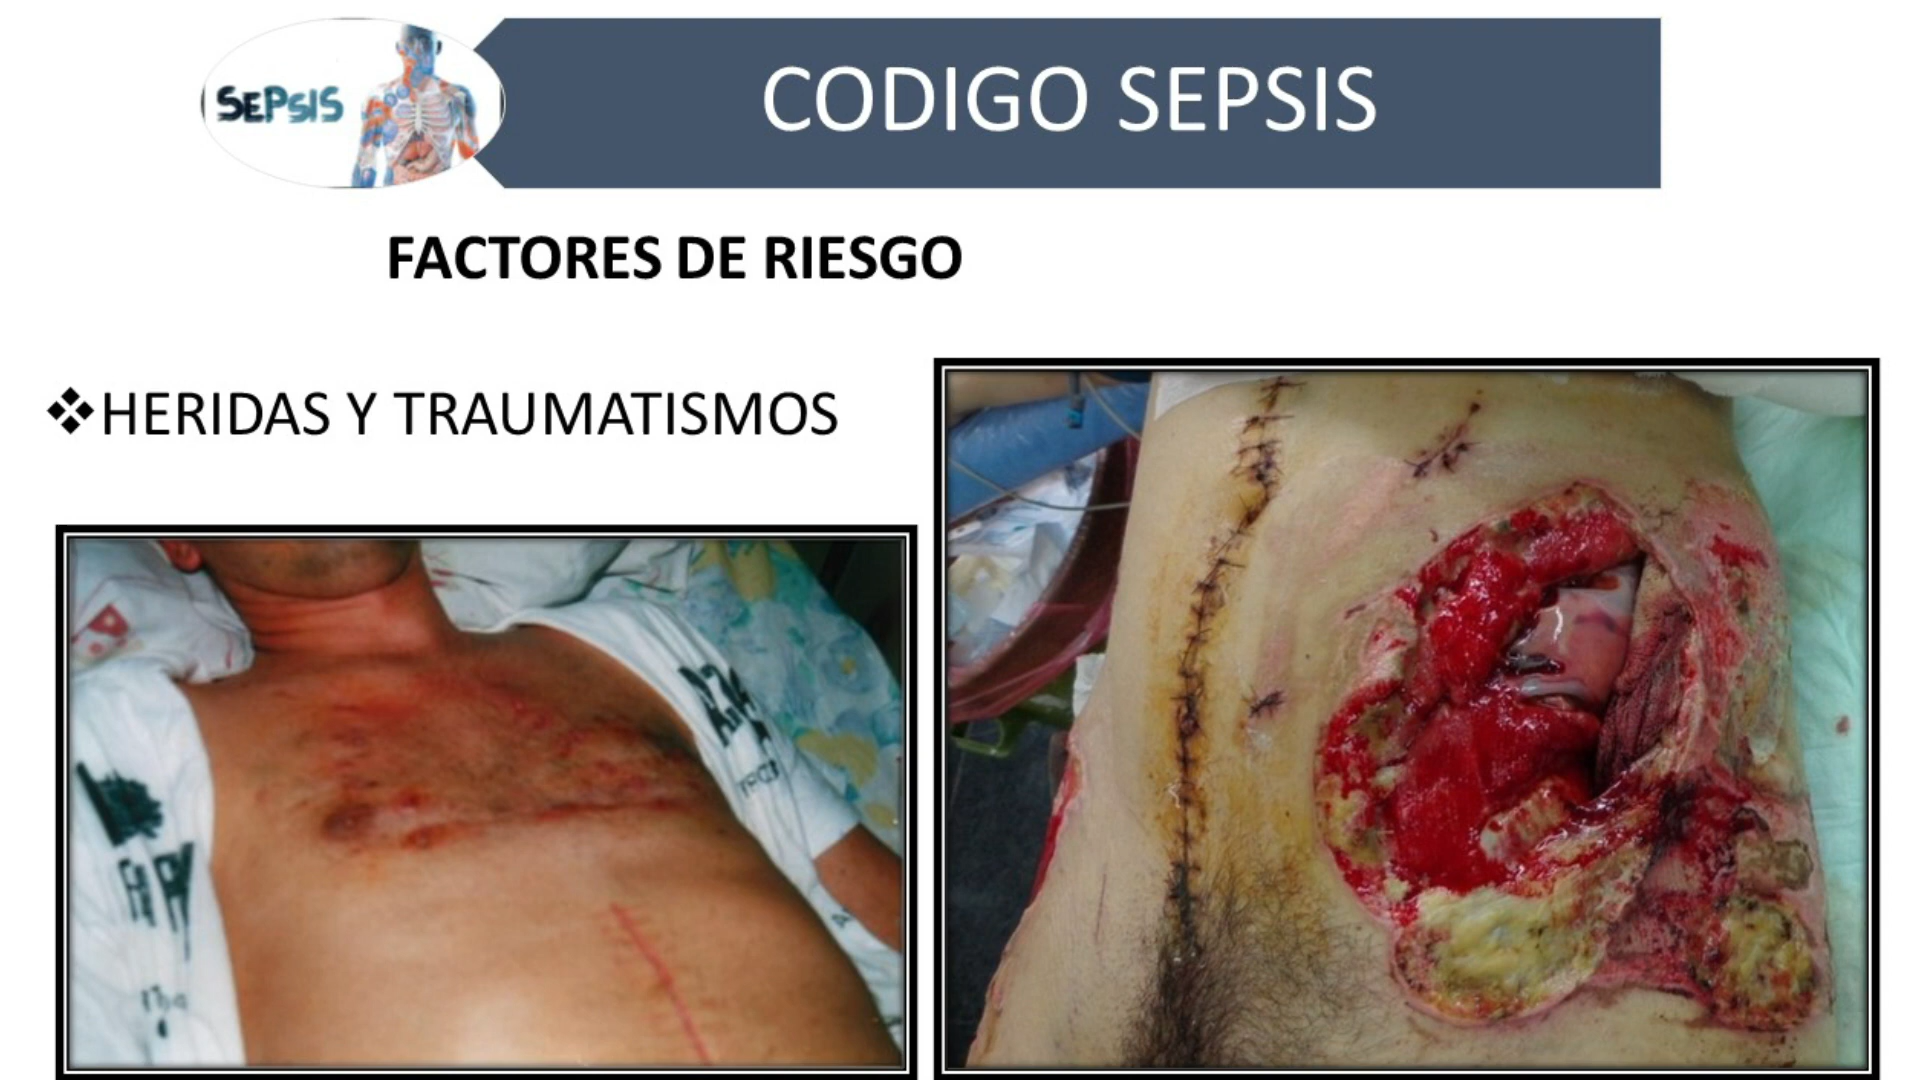 SEPSIS
CODIGO SEPSIS
FACTORES DE RIESGO
❖HERIDAS Y TRAUMATISMOS